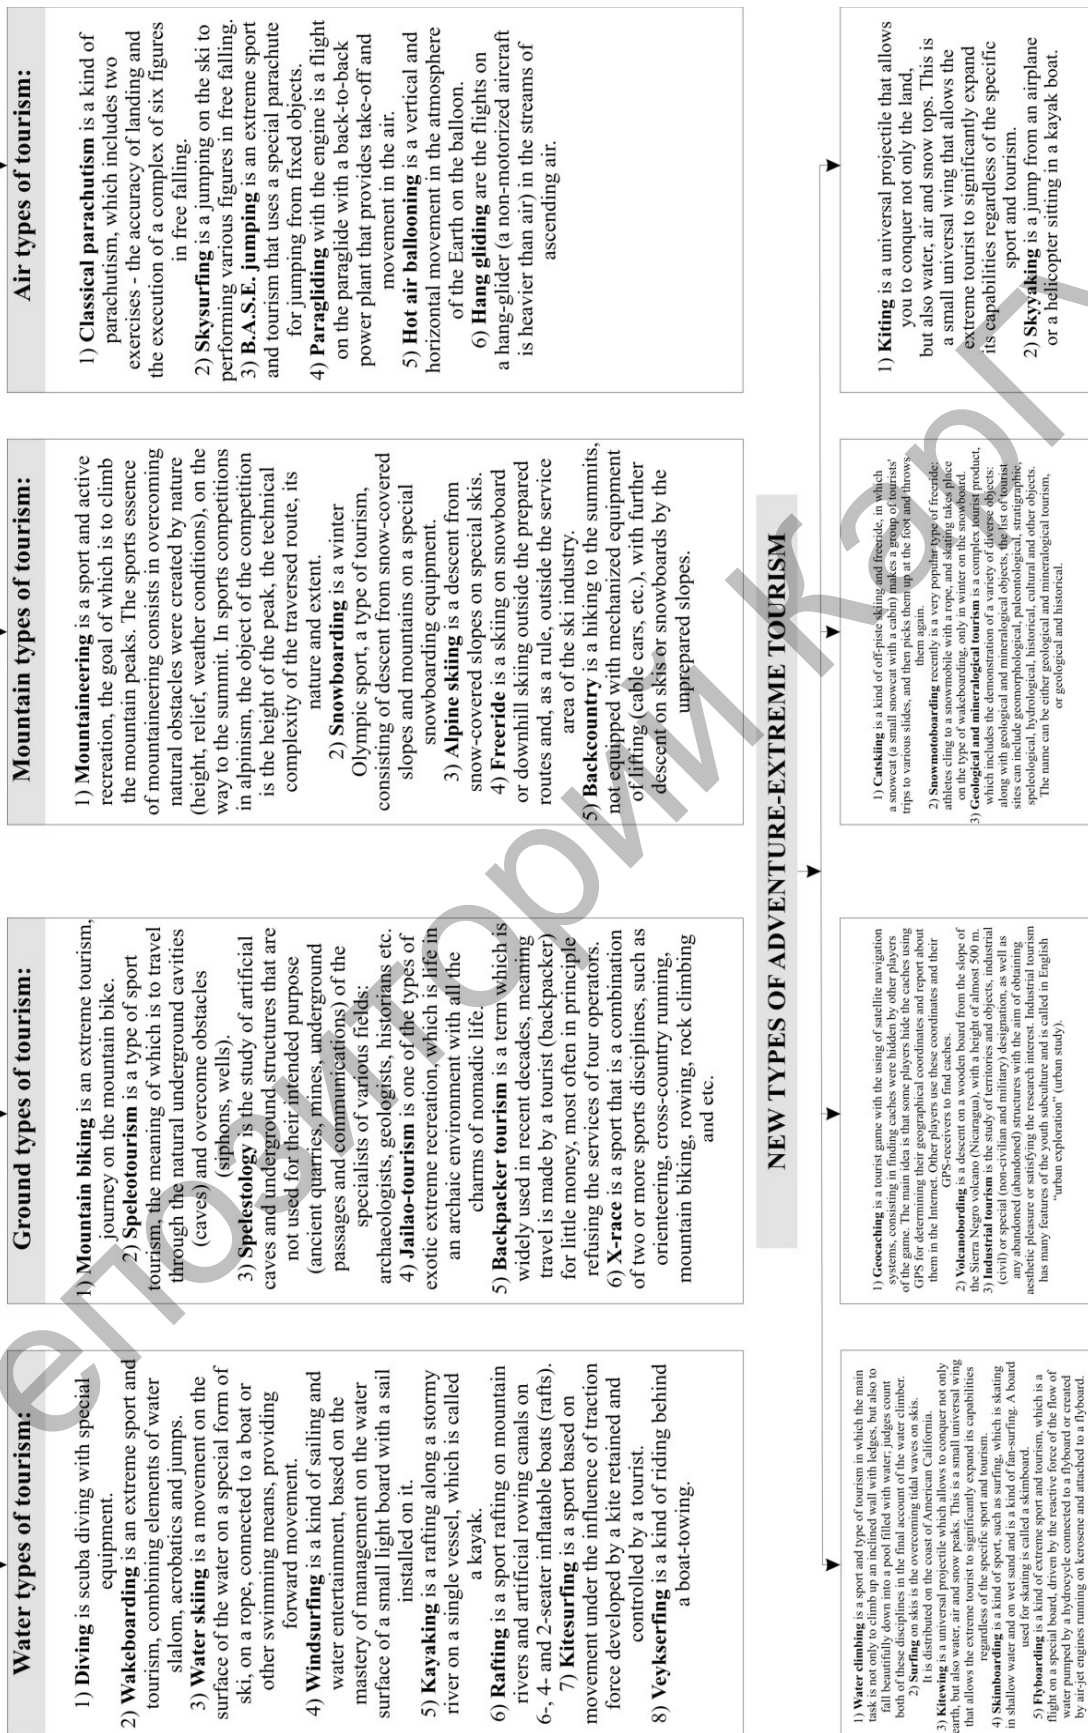 Water types of tourism:
1) Diving is scuba diving with special
equipment.
2) Wakeboarding is an extreme sport and
tourism, combining elements of water
slalom, acrobatics and jumps.
3) Water skiing is a movement on the
surface of the water on a special form of
ski, on a rope, connected to a boat or
other swimming means, providing
forward movement.
4) Windsurfing is a kind of sailing and
water entertainment, based on the
mastery of management on the water
surface of a small light board with a sail
installed on it.
5) Kayaking is a rafting along a stormy
river on a single vessel, which is called
a kayak.
6) Rafting is a sport rafting on mountain
rivers and artificial rowing canals on
6-, 4- and 2-seater inflatable boats (rafts).
7) Kitesurfing is a sport based on
movement under the influence of traction
force developed by a kite retained and
controlled by a tourist.
8) Veykserfing is a kind of riding behind
a boat-towing.
Ground types of tourism:
1) Mountain biking is an extreme tourism,
journey on the mountain bike.
2) Speleotourism is a type of sport
tourism, the meaning of which is to travel
through the natural underground cavities
(caves) and overcome obstacles
(siphons, wells).
3) Spelestology is the study of artificial
caves and underground structures that are
not used for their intended purpose
(ancient quarries, mines, underground
passages and communications) of the
specialists of various fields:
archaeologists, geologists, historians etc.
4) Jailao-tourism is one of the types of
exotic extreme recreation, which is life in
an archaic environment with all the
charms of nomadic life.
5) Backpacker tourism is a term which is
widely used in recent decades, meaning
travel is made by a tourist (backpacker)
for little money, most often in principle
refusing the services of tour operators.
6) X-race is a sport that is a combination
of two or more sports disciplines, such as
orienteering, cross-country running,
mountain biking, rowing, rock climbing
and etc.
Mountain types of tourism:
1) Mountaineering is a sport and active
recreation, the goal of which is to climb
the mountain peaks. The sports essence
of mountaineering consists in overcoming
natural obstacles were created by nature
(height, relief, weather conditions), on the
way to the summit. In sports competitions
in alpinism, the object of the competition
is the height of the peak, the technical
complexity of the traversed route, its
nature and extent.
2) Snowboarding is a winter
Olympic sport, a type of tourism,
consisting of descent from snow-covered
slopes and mountains on a special
snowboarding equipment.
3) Alpine skiing is a descent from
snow-covered slopes on special skis.
4) Freeride is a skiing on snowboard
or downhill skiing outside the prepared
routes and, as a rule, outside the service
area of the ski industry.
5) Backcountry is a hiking to the summits,
not equipped with mechanized equipment
of lifting (cable cars, etc.), with further
descent on skis or snowboards by the
unprepared slopes.
Air types of tourism:
1) Classical parachutism is a kind of
parachutism, which includes two
exercises - the accuracy of landing and
the execution of a complex of six figures
in free falling.
2) Skysurfing is a jumping on the ski to
performing various figures in free falling.
3) B.A.S.E. jumping is an extreme sport
and tourism that uses a special parachute
for jumping from fixed objects.
4) Paragliding with the engine is a flight
on the paraglide with a back-to-back
power plant that provides take-off and
movement in the air.
5) Hot air ballooning is a vertical and
horizontal movement in the atmosphere
of the Earth on the balloon.
6) Hang gliding are the flights on
a hang-glider (a non-motorized aircraft
is heavier than air) in the streams of
ascending air.
NEW TYPES OF ADVENTURE-EXTREME TOURISM
1) Water climbing is a sport and type of tourism in which the main
task is not only to climb up an inclined wall with ledges, but also to
fall beautifully down into a pool filled with water; judges count
both of these disciplines in the final account of the water climber.
2) Surfing on skis is the overcoming tidal waves on skis.
It is distributed on the coast of American California.
3) Kitewing is a universal projectile which allows to conquer not only
earth, but also water, air and snow peaks. This is a small universal wing
that allows the extreme tourist to significantly expand its capabilities
regardless of the specific sport and tourism.
4) Skimboarding is a kind of sport, such as surfing, which is skating
in shallow water and on wet sand and is a kind of fan-surfing. A board
used for skating is called a skimboard.
5) Flyboarding is a kind of extreme sport and tourism, which is a
flight on a special board, driven by the reactive force of the flow of
water pumped by a hydrocycle connected to a flyboard or created
by air-jet engines running on kerosene and attached to a flyboard.
1) Geocaching is a tourist game with the using of satellite navigation
systems, consisting in finding caches were hidden by other players
of the game. The main idea is that some players hide the caches using
GPS for determining their geographical coordinates and report about
them in the Internet. Other players use these coordinates and their
GPS-receivers to find caches.
2) Volcanobording is a descent on a wooden board from the slope of
the Sierra Negro volcano (Nicaragua), with a height of almost 500 m.
3) Industrial tourism is the study of territories and objects, industrial
(civil) or special (non-civilian and military) designation, as well as
any abandoned (abandoned) structures with the aim of obtaining
aesthetic pleasure or satisfying the research interest. Industrial tourism
has many features of the youth subculture and is called in English
"urban exploration" (urban study).
1) Catskiing is a kind of off-piste skiing and freeride, in which
a snowcat (a small snowcat with a cabin) makes a group of tourists'
trips to various slides, and then picks them up at the foot and throws
them again.
2) Snowmotoboarding recently is a very popular type of freeride:
athletes cling to a snowmobile with a rope, and skating takes place
on the type of wakeboarding, only in winter on the snowboard.
3) Geological and mineralogical tourism is a complex tourist product,
which includes the demonstration of a variety of diverse objects:
along with geological and mineralogical objects, the list of tourist
sites can include geomorphological, paleontological, stratigraphic,
speleological, hydrological, historical, cultural and other objects.
The name can be either geological and mineralogical tourism,
or geological and historical.
1) Kiting is a universal projectile that allows
you to conquer not only the land,
but also water, air and snow tops. This is
a small universal wing that allows the
extreme tourist to significantly expand
its capabilities regardless of the specific
sport and tourism.
2) Skyyaking is a jump from an airplane
or a helicopter sitting in a kayak boat.